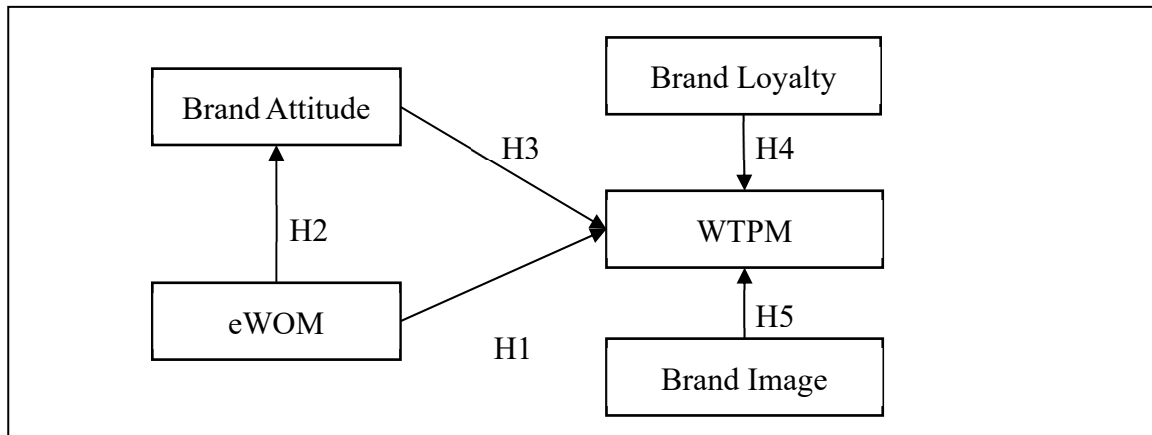 Brand Loyalty
Brand Attitude
H3
H4
WTPM
H2
eWOM
H5
H1
Brand Image